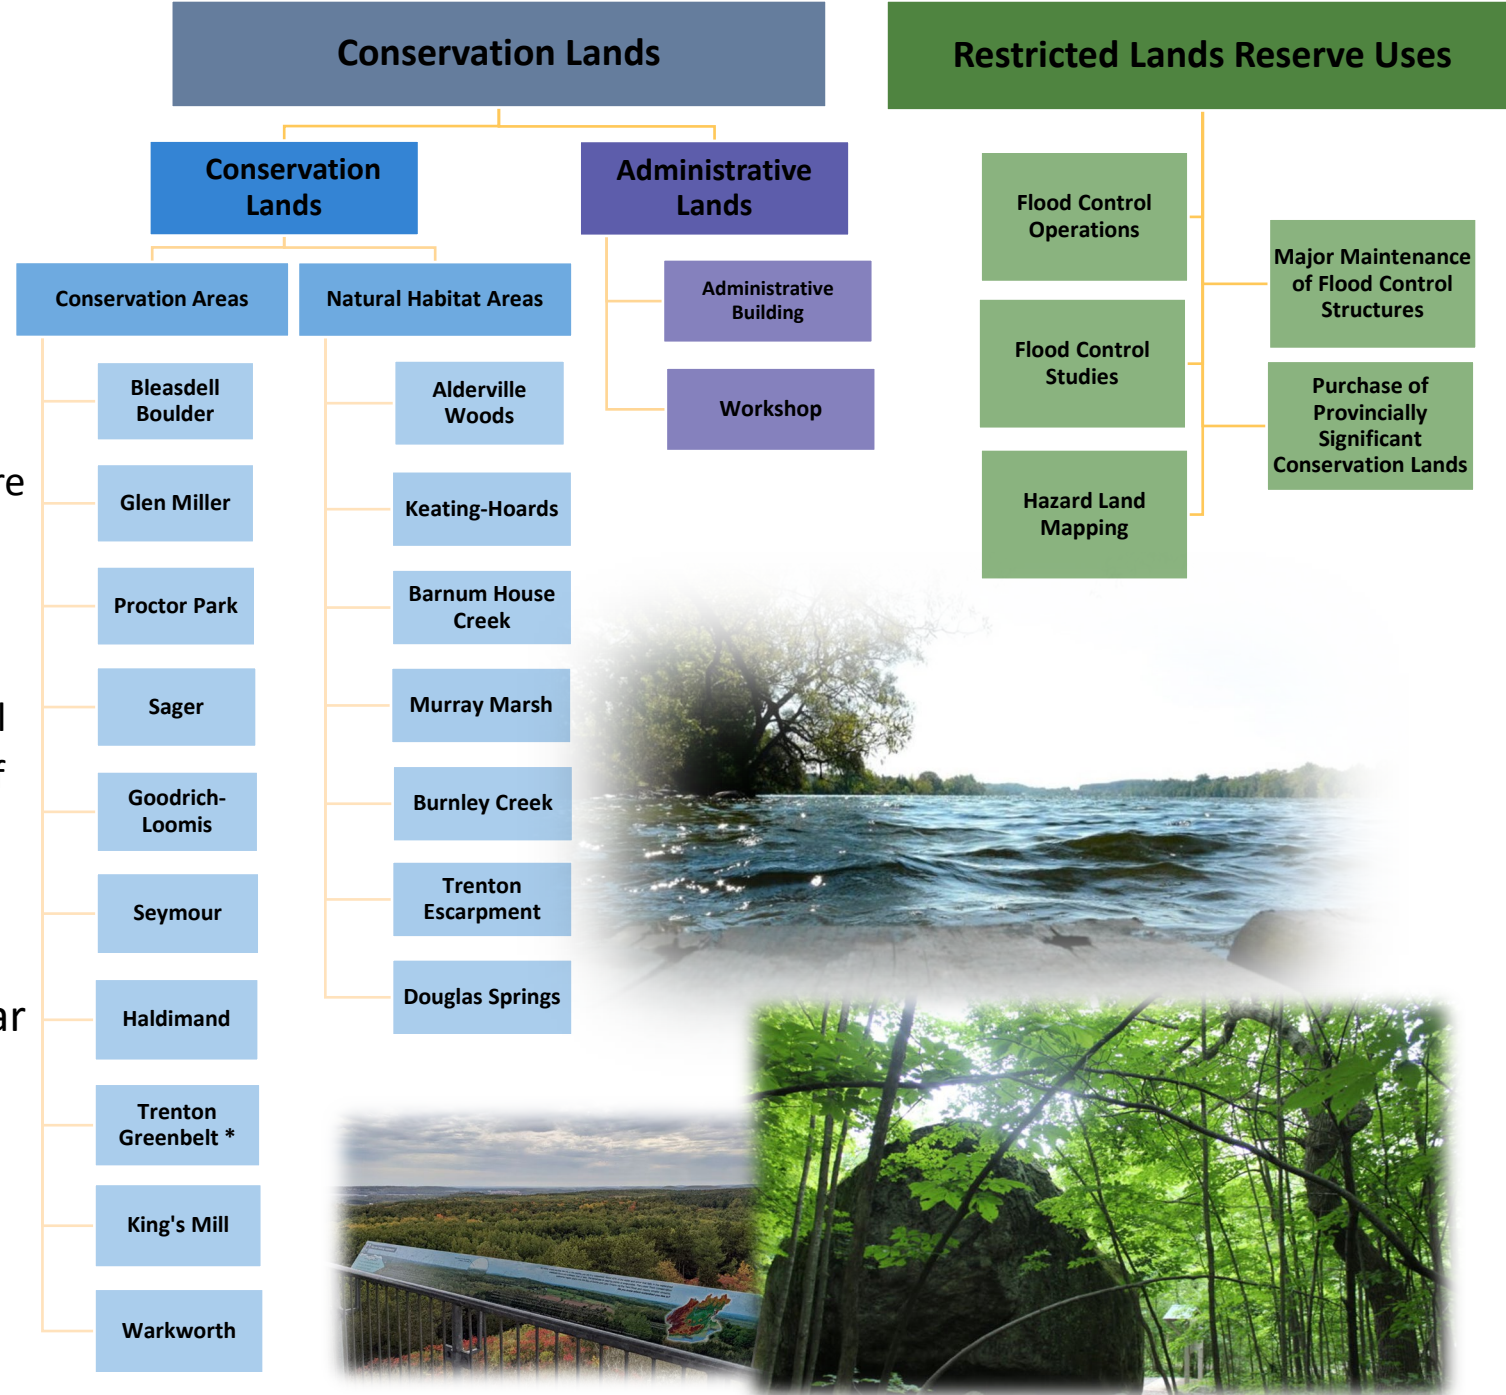 Conservation Lands
Conservation
Lands
Administrative
Lands
Conservation Areas
Natural Habitat Areas
Administrative
Building
Workshop
Bleasdell
Boulder
Glen Miller
Proctor Park
Sager
Goodrich-
Loomis
Seymour
Haldimand
Trenton
Greenbelt *
King's Mill
Warkworth
Alderville
Woods
Keating-Hoards
Barnum House
Creek
Murray Marsh
Burnley Creek
Trenton
Escarpment
Douglas Springs
Restricted Lands Reserve Uses
Flood Control
Operations
Major Maintenance
of Flood Control
Structures
Flood Control
Studies
Purchase of
Provincially
Significant
Conservation Lands
Hazard Land
Mapping